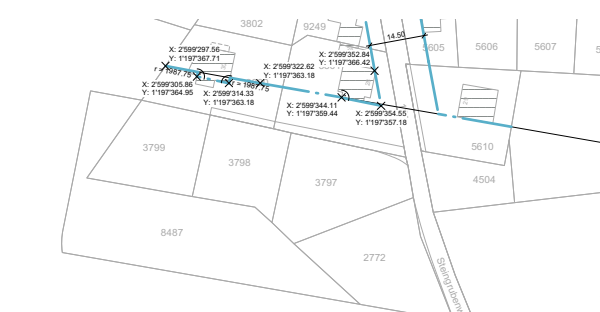 3802
9249
14.50
5605
5606
5607
X: 2'599'297.56
Y: 1'197'367.71
X: 2'599'352.84
Y: 1'197'366.42
X: 2'599'322.62
Y: 1'197'363.18
X: 2'599'305.86
Y: 1'197'364.95
X: 2'599'314.33
Y: 1'197'363.18
X: 2'599'344.11
Y: 1'197'359.44
X: 2'599'354.55
Y: 1'197'357.18
3799
3798
3797
5610
4504
8487
2772